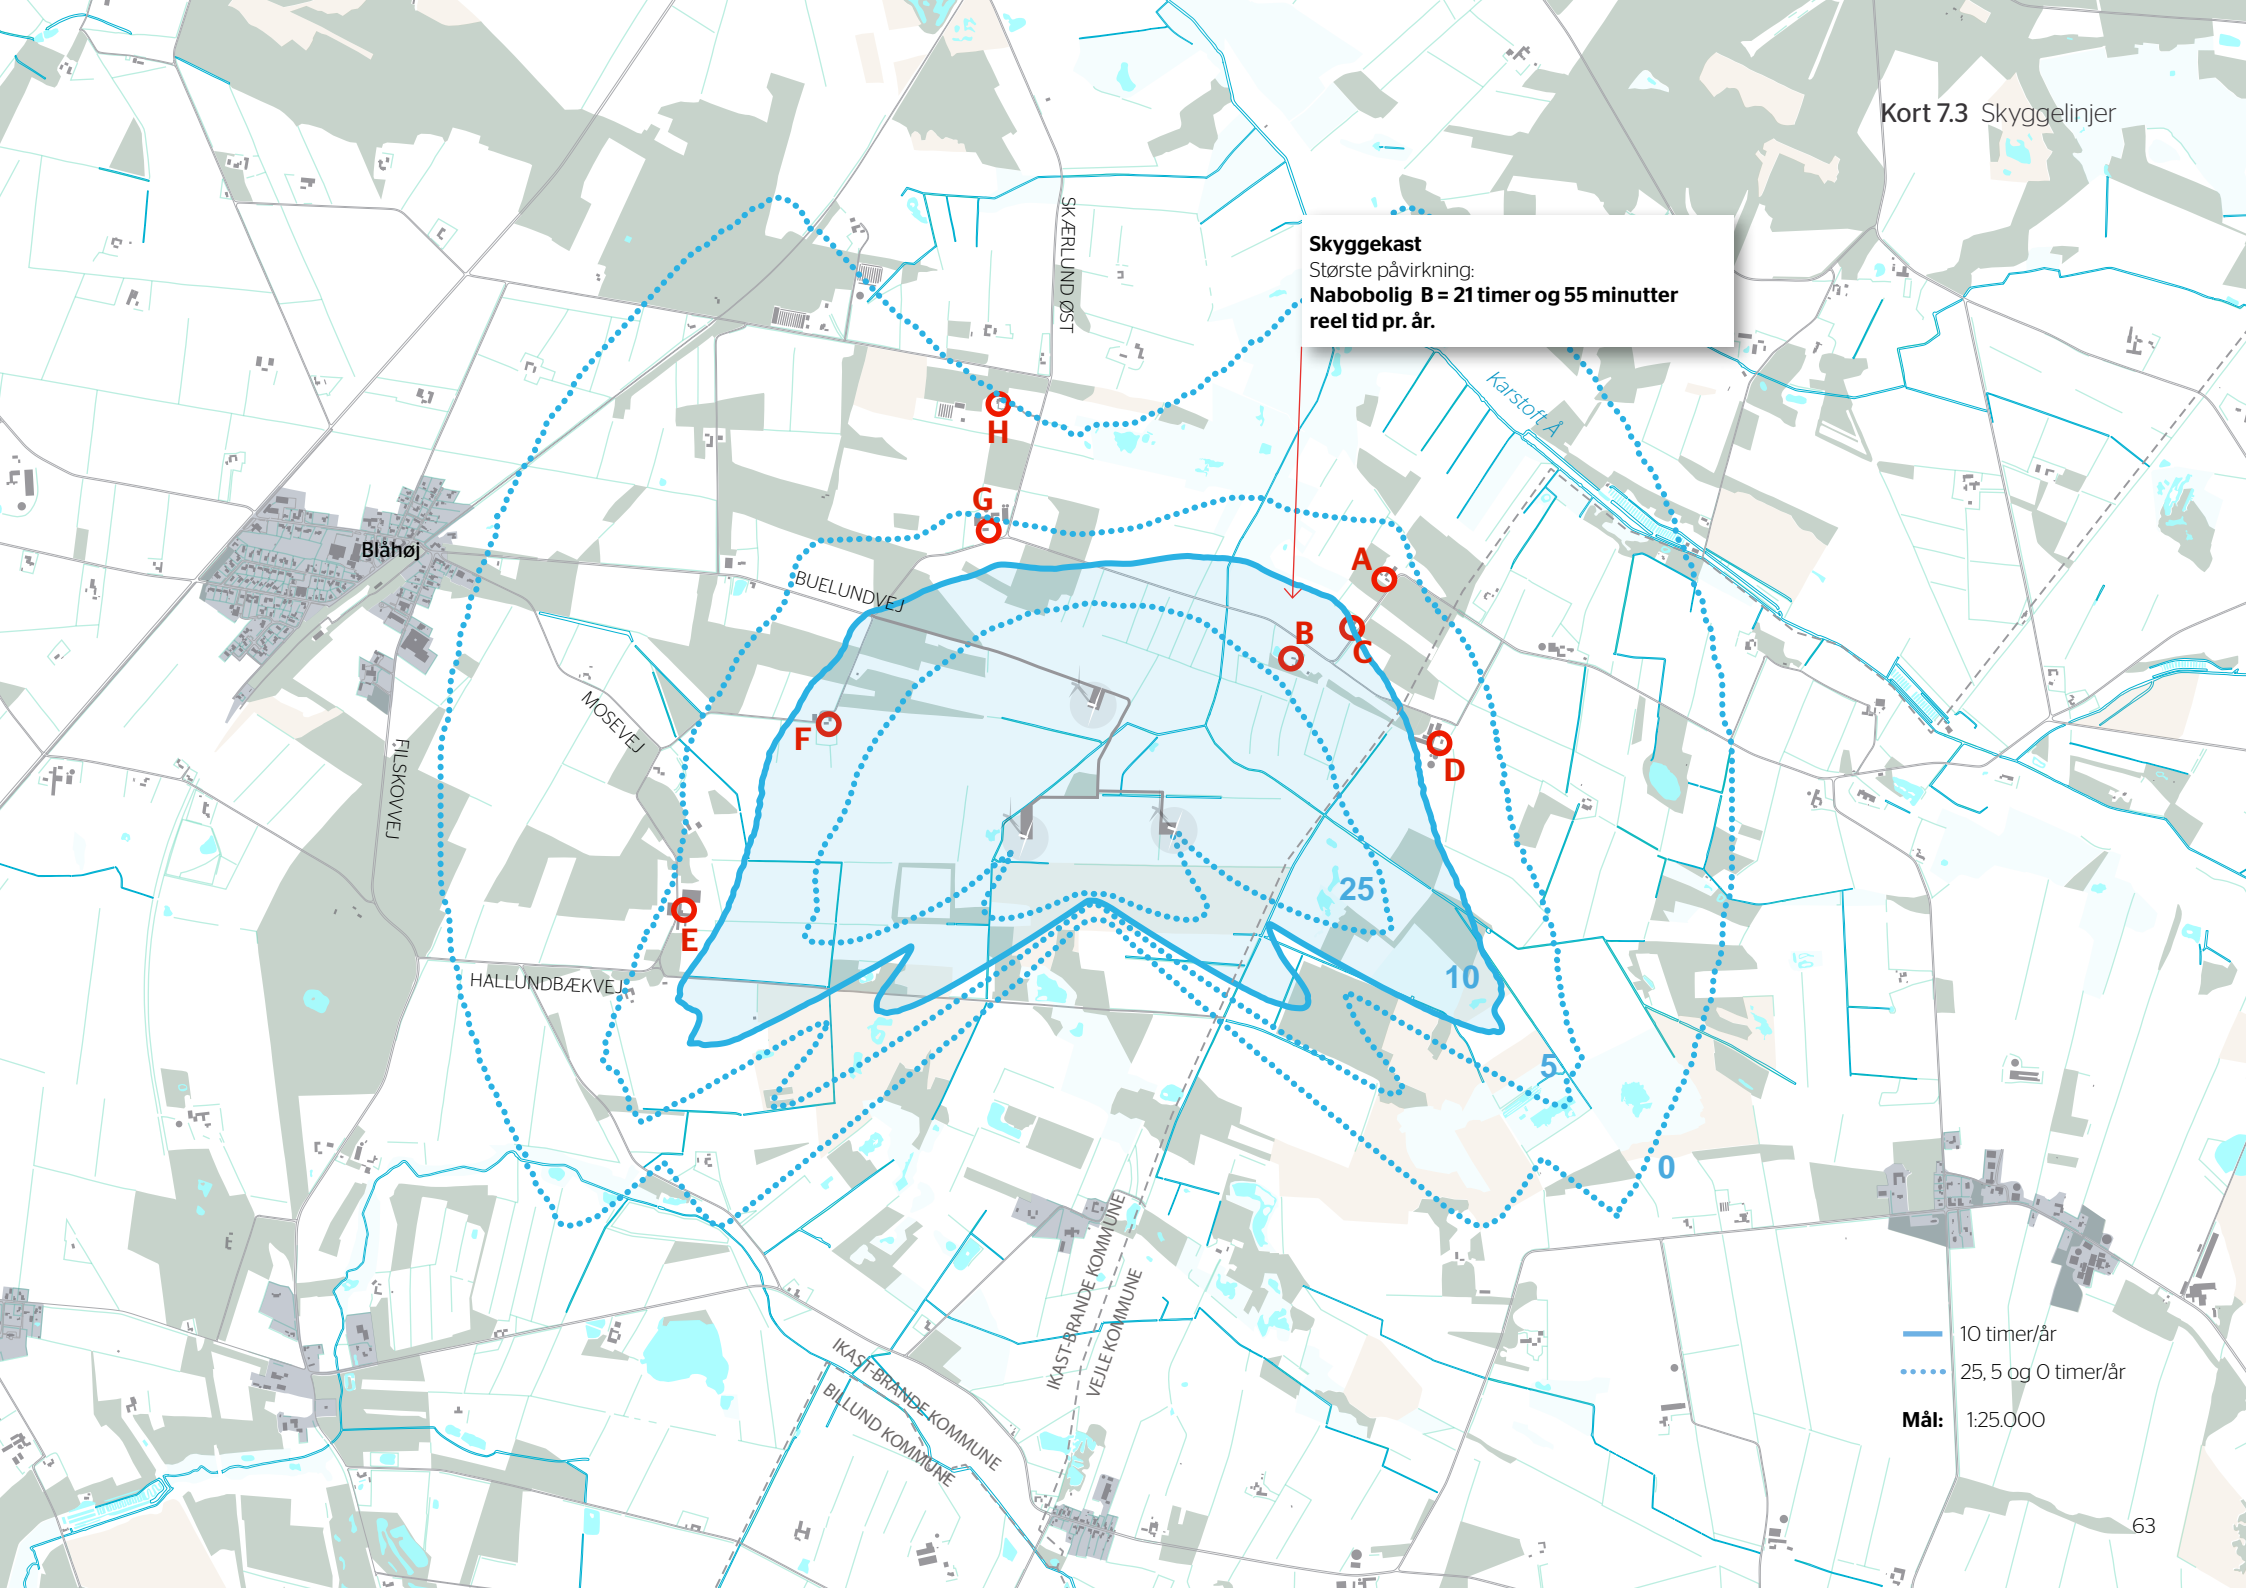 Kort 7.3 Skyggelinjer
SKÆRLUND ØST
Skyggekast
Største påvirkning:
Nabobolig B = 21 timer og 55 minutter
reel tid pr. år.
Karstoft Å
H
G
Blåhøj
A
BUELUNDVEJ
B
C
MOSEVEJ
F
D
FILSKOVVEJ
25
E
10
HALLUNDBÆKVEJ
5
0
IKAST-BRANDE KOMMUNE
VEJLE KOMMUNE
IKAST-BRANDE KOMMUNE
BILLUND KOMMUNE
10 timer/år
25, 5 og 0 timer/år
Mål: 1:25.000
63